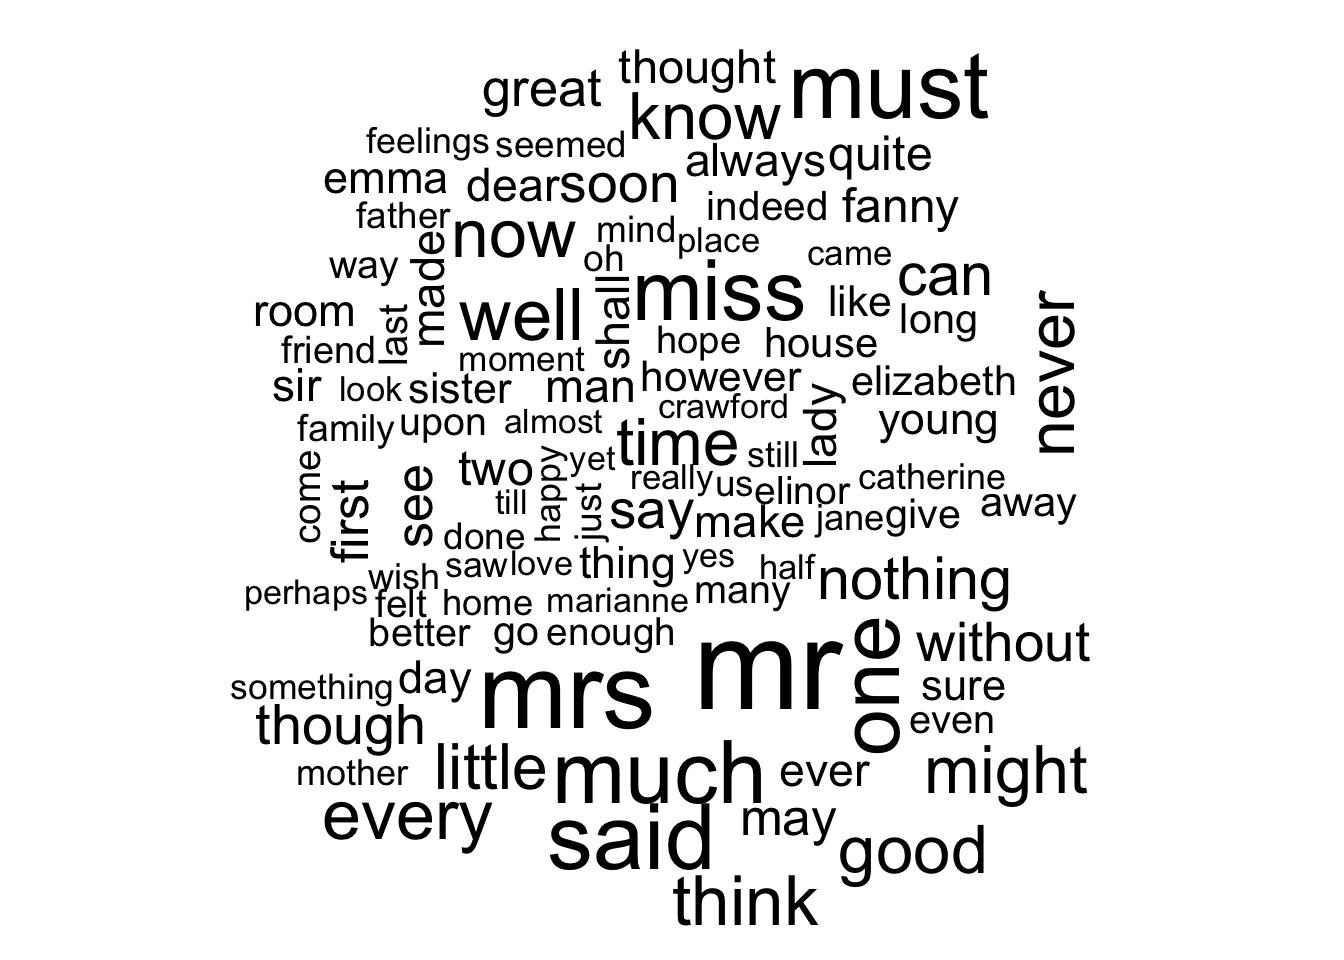 thought must
great know
feelings seemed always quite
emma dear soon indeed fanny
father now mind place came
way made oh miss can
room last well shall like long never
friend moment hope house
sir look sister man however elizabeth
family upon almost crawford lady young
come two yet time still catherine
first see till happy just really us elinor away
done say make jane give
perhaps wish saw love thing yes half nothing
felt home marianne many
better go enough mr one without
something day mrs sure
though even
mother little much ever might
every said may good
think